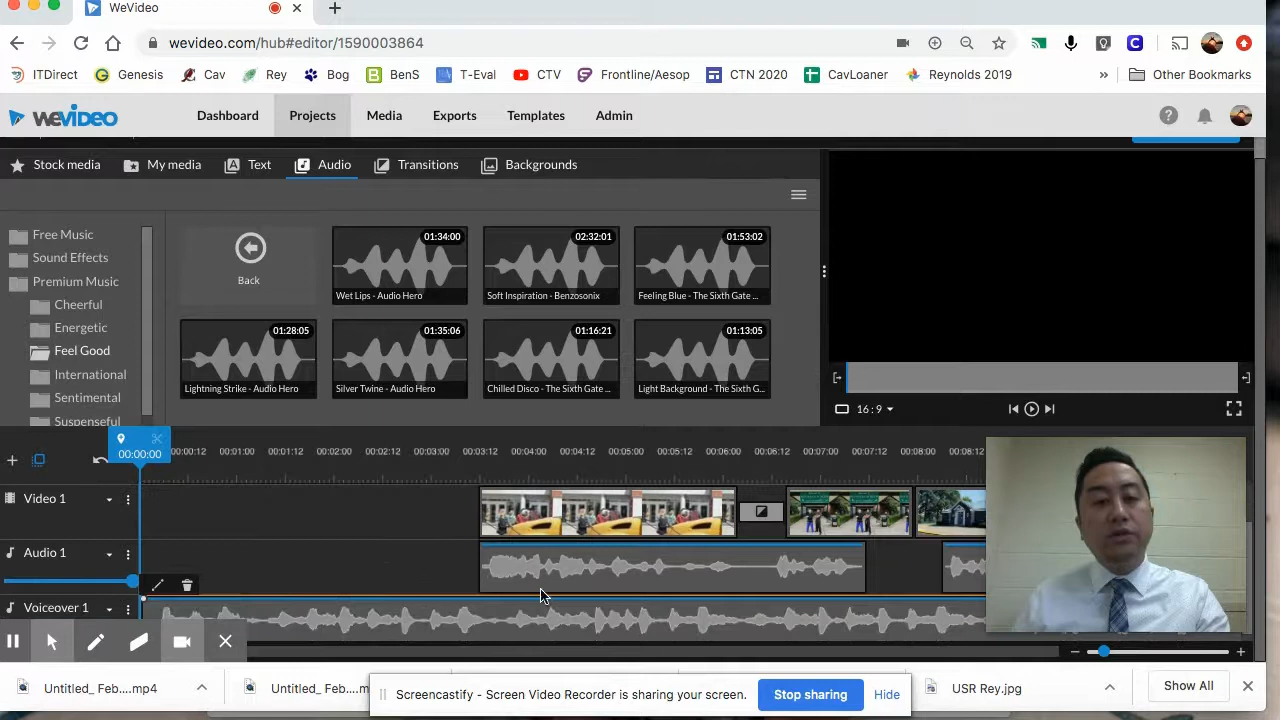 WeVideo
wevideo.com/hub#editor/1590003864
ITDirect Genesis Cav Rey Bog BenS T-Eval CTV Frontline/Aesop CTN 2020 CavLoaner Reynolds 2019 » Other Bookmarks
WEVIDEO Dashboard Projects Media Exports Templates Admin
Stock media My media Text Audio Transitions Backgrounds
Free Music
Sound Effects
Premium Music
Cheerful
Energetic
Feel Good
International
Sentimental
Suspenseful
Back
01:34:00
Wet Lips - Audio Hero
02:32:01
Soft Inspiration - Benzosonix
01:53:02
Feeling Blue - The Sixth Gate ...
01:28:05
Lightning Strike - Audio Hero
01:35:06
Silver Twine - Audio Hero
01:16:21
Chilled Disco - The Sixth Gate ...
01:13:05
Light Background - The Sixth G...
16:9
00:00:00
00:00:12 00:01:00 00:01:12 00:02:00 00:02:12 00:03:00 00:03:12 00:04:00 00:04:12 00:05:00 00:05:12 00:06:00 00:06:12 00:07:00 00:07:12 00:08:00 00:08:12
Video 1
Audio 1
Voiceover 1
Untitled_ Feb....mp4
Untitled_ Feb....m
Screencastify - Screen Video Recorder is sharing your screen. Stop sharing Hide
USR Rey.jpg
Show All